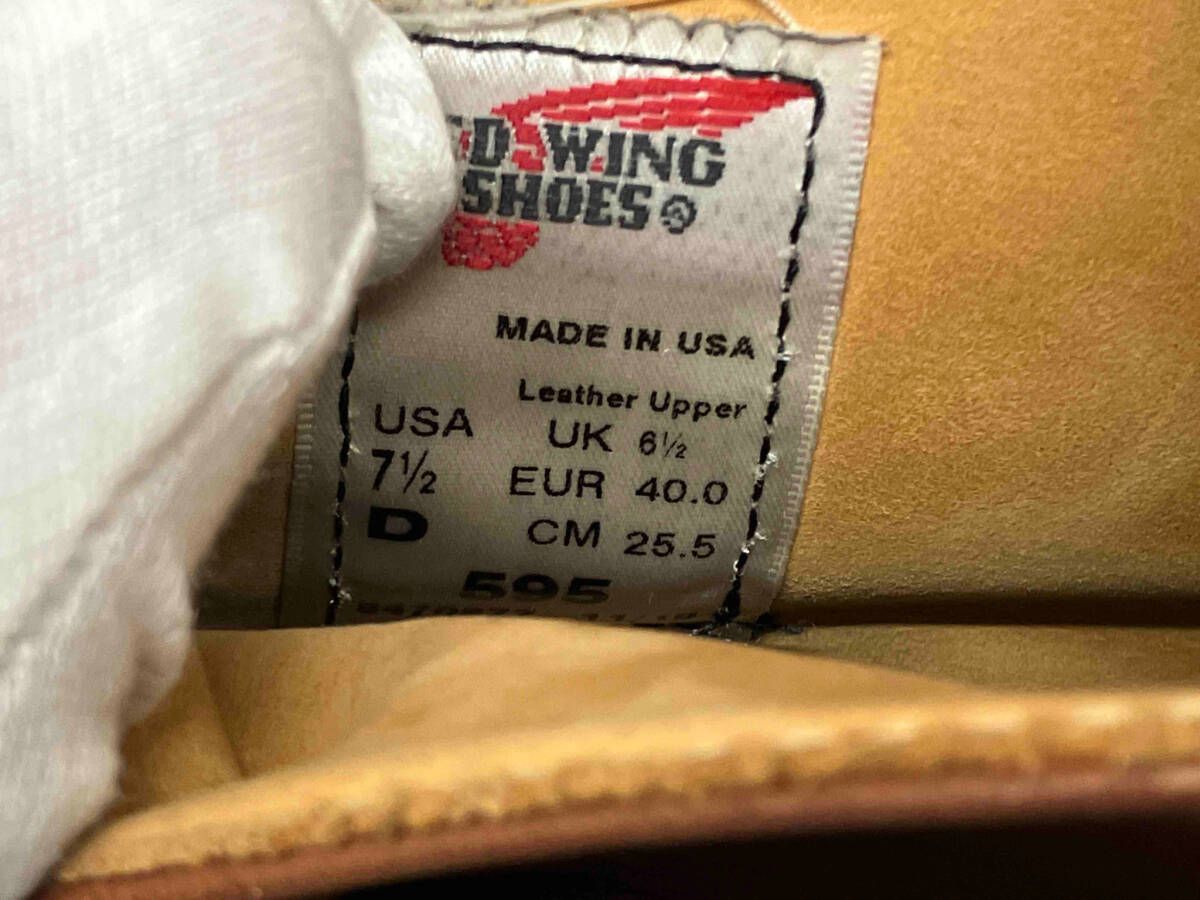 ED WING
SHOES®
MADE IN USA
Leather Upper
USA UK 6½
7½ EUR 40.0
D CM 25.5
595